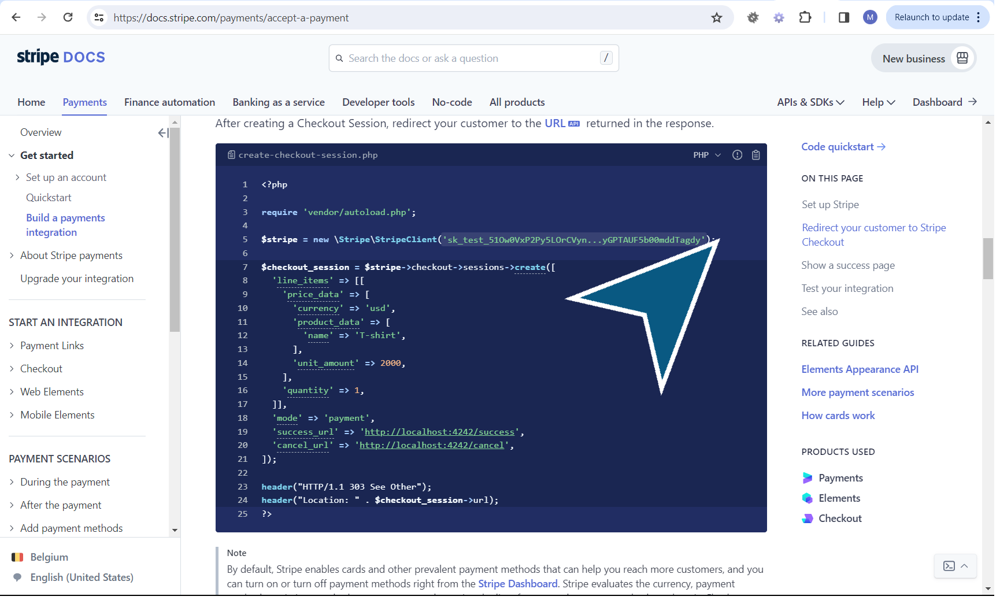 https://docs.stripe.com/payments/accept-a-payment
M
Relaunch to update
stripe DOCS
Search the docs or ask a question
/
New business
Home
Payments
Finance automation
Banking as a service
Developer tools
No-code
All products
APIs & SDKs
Help
Dashboard
Overview
Get started
Set up an account
Quickstart
Build a payments
integration
About Stripe payments
Upgrade your integration
START AN INTEGRATION
Payment Links
Checkout
Web Elements
Mobile Elements
PAYMENT SCENARIOS
During the payment
After the payment
Add payment methods
Belgium
English (United States)
After creating a Checkout Session, redirect your customer to the URL API returned in the response.
create-checkout-session.php
PHP
1 <?php
2
3 require 'vendor/autoload.php';
4
5 $stripe = new \Stripe\StripeClient('sk_test_51Ow0VxP2Py5LOrCVyn...yGPTAUF5b00mddTagdy');
6
7 $checkout_session = $stripe->checkout->sessions->create([
8 'line_items' => [[
9 'price_data' => [
10 'currency' => 'usd',
11 'product_data' => [
12 'name' => 'T-shirt',
13 ],
14 'unit_amount' => 2000,
15 ],
16 'quantity' => 1,
17 ]],
18 'mode' => 'payment',
19 'success_url' => 'http://localhost:4242/success',
20 'cancel_url' => 'http://localhost:4242/cancel',
21 ]);
22
23 header("HTTP/1.1 303 See Other");
24 header("Location: " . $checkout_session->url);
25 ?>
Note
By default, Stripe enables cards and other prevalent payment methods that can help you reach more customers, and you
can turn on or turn off payment methods right from the Stripe Dashboard. Stripe evaluates the currency, payment
Code quickstart
ON THIS PAGE
Set up Stripe
Redirect your customer to Stripe
Checkout
Show a success page
Test your integration
See also
RELATED GUIDES
Elements Appearance API
More payment scenarios
How cards work
PRODUCTS USED
Payments
Elements
Checkout